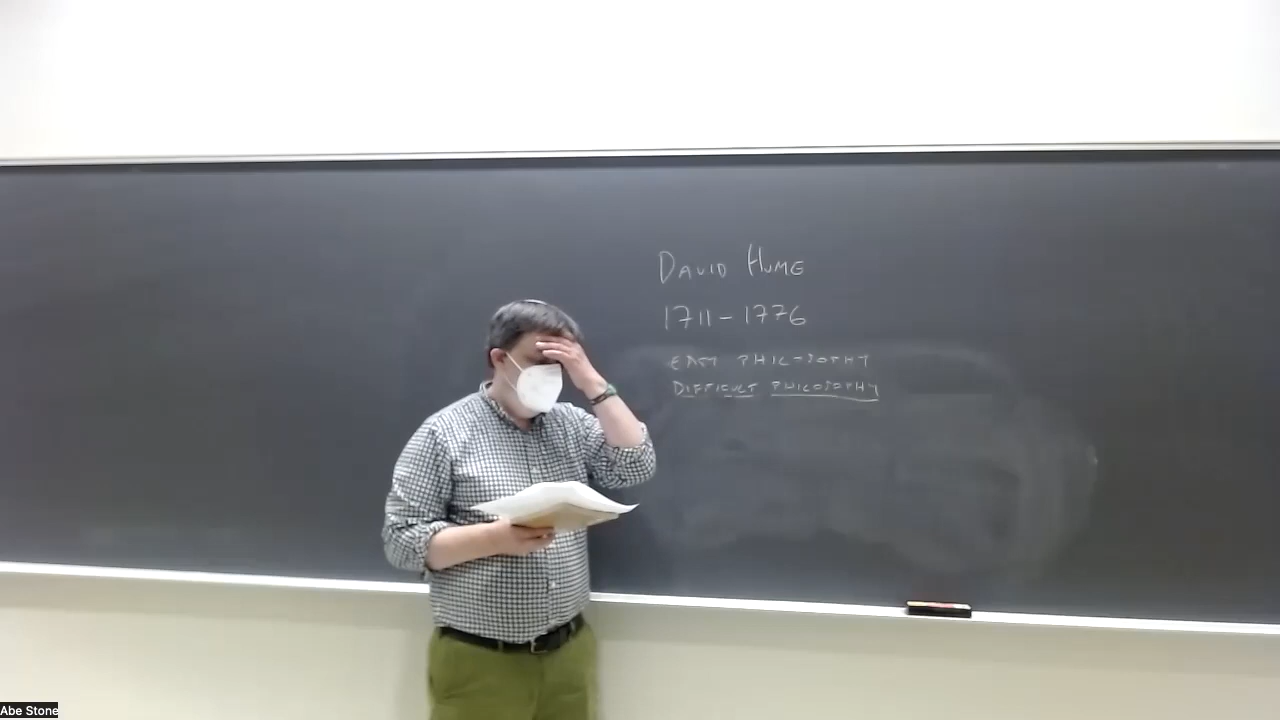 DAVID HUME
1711-1776
EASY PHILOSOPHY
DIFFICULT PHILOSOPHY
Abe Stone